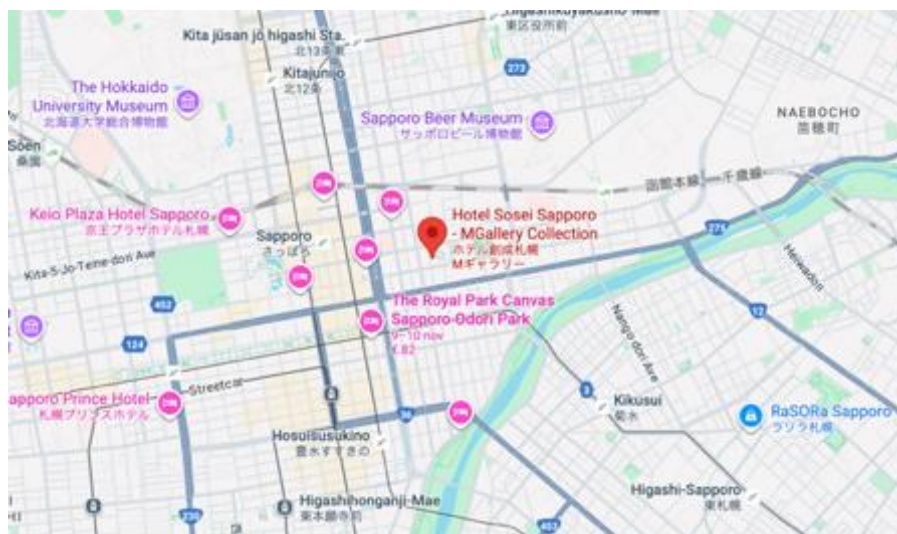 Higashikuyakusho-Mae
東区役所前
Kita jūsan jō higashi Sta.
北13条東
273
Kitajunijo
北12条
The Hokkaido
University Museum
北海道大学総合博物館
Sapporo Beer Museum
サッポロビール博物館
NAEBOCHO
苗穂町
Sōen
桑園
函館本線
千歳線
Keio Plaza Hotel Sapporo
京王プラザホテル札幌
Hotel Sosei Sapporo
- MGallery Collection
ホテル創成札幌
Mギャラリー
275
Sapporo
さっぽろ
Kita-5-Jo-Teine-dori Ave
Heiwadori
452
The Royal Park Canvas
Sapporo Odori Park
9–10 nov
€ 82
12
124
Nango dori Ave
Streetcar
Sapporo Prince Hotel
札幌プリンスホテル
3
Kikusui
菊水
36
RaSORa Sapporo
ラソラ札幌
Hosuisusukino
豊水すすきの
Higashi-Sapporo
東札幌
Higashihonganji-Mae
東本願寺前
230
453